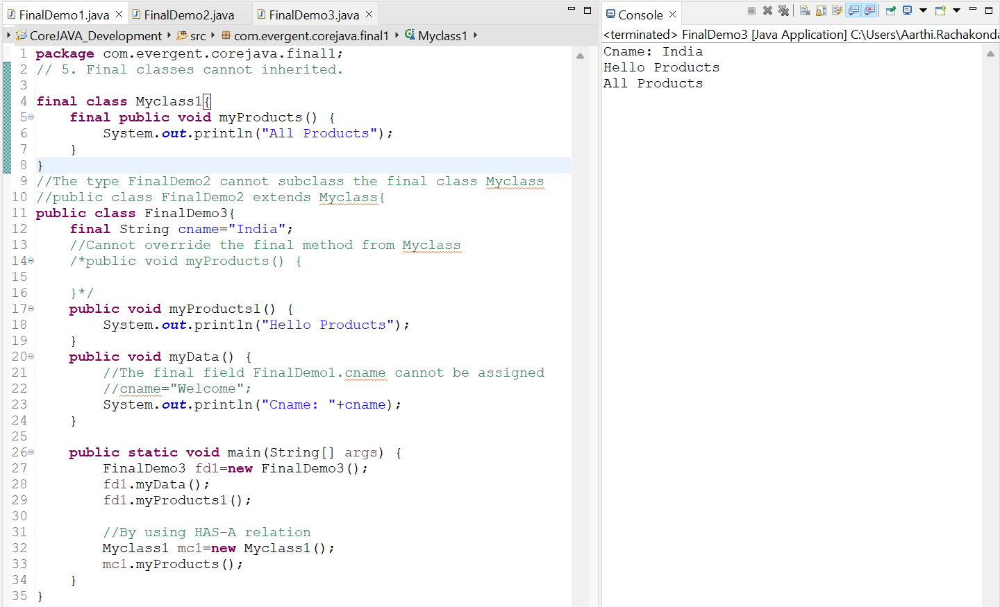 FinalDemo1.java FinalDemo2.java FinalDemo3.java
CoreJAVA_Development src com.evergent.corejava.final1 Myclass1
1 package com.evergent.corejava.final1;
2 // 5. Final classes cannot inherited.
3
4 final class Myclass1{
5 final public void myProducts() {
6 System.out.println("All Products");
7 }
8 }
9 //The type FinalDemo2 cannot subclass the final class Myclass
10 //public class FinalDemo2 extends Myclass{
11 public class FinalDemo3{
12 final String cname="India";
13 //Cannot override the final method from Myclass
14 /*public void myProducts() {
15
16 }*/
17 public void myProducts1() {
18 System.out.println("Hello Products");
19 }
20 public void myData() {
21 //The final field FinalDemo1.cname cannot be assigned
22 //cname="Welcome";
23 System.out.println("Cname: "+cname);
24 }
25
26 public static void main(String[] args) {
27 FinalDemo3 fd1=new FinalDemo3();
28 fd1.myData();
29 fd1.myProducts1();
30
31 //By using HAS-A relation
32 Myclass1 mc1=new Myclass1();
33 mc1.myProducts();
34 }
35 }
Console
<terminated> FinalDemo3 [Java Application] C:\Users\Aarthi.Rachakonda
Cname: India
Hello Products
All Products